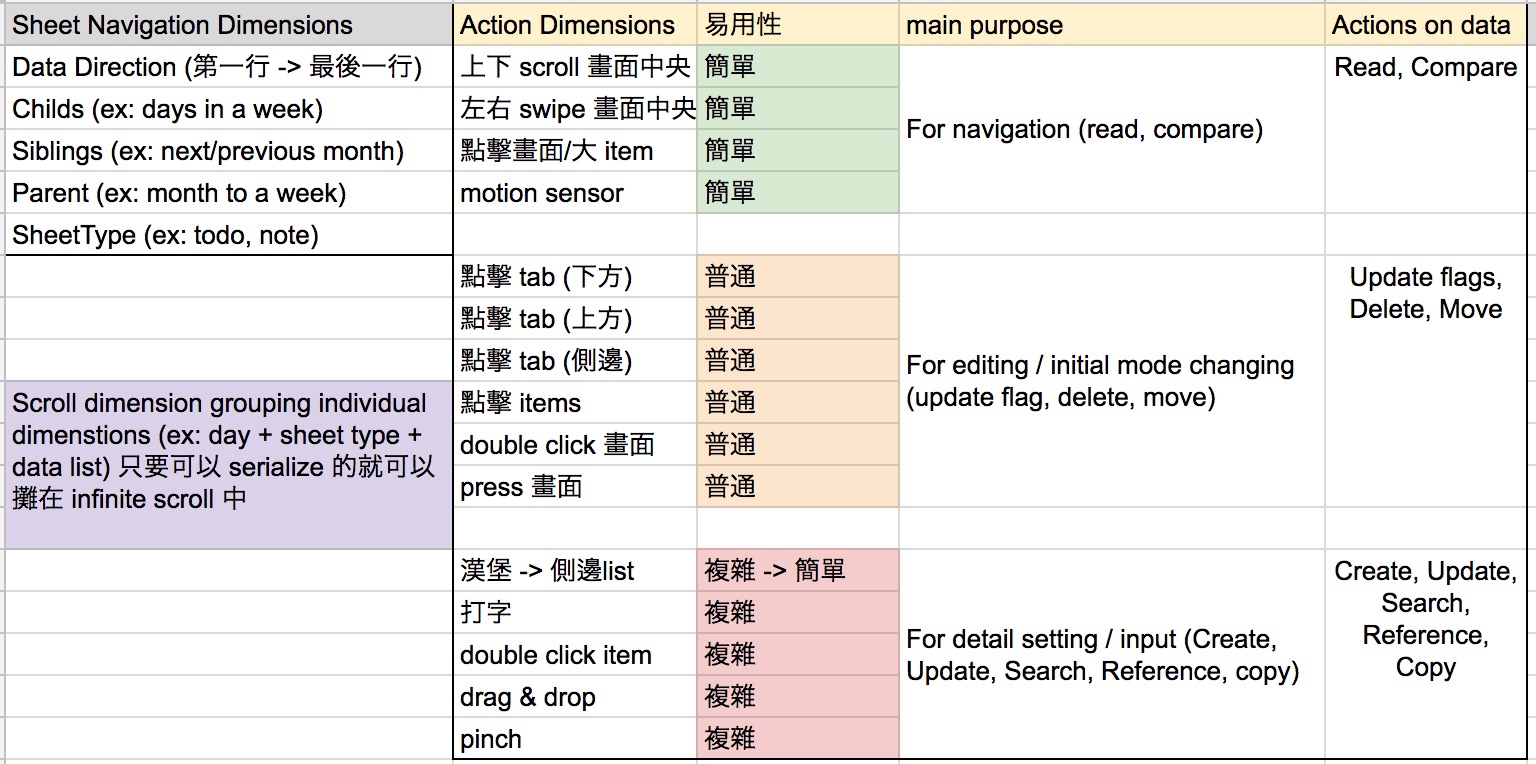 Sheet Navigation Dimensions
Action Dimensions
易用性
main purpose
Actions on data
Data Direction (第一行 -> 最後一行)
上下 scroll 畫面中央
簡單
Read, Compare
Childs (ex: days in a week)
左右 swipe 畫面中央
簡單
For navigation (read, compare)
Siblings (ex: next/previous month)
點擊畫面/大 item
簡單
Parent (ex: month to a week)
motion sensor
簡單
SheetType (ex: todo, note)
點擊 tab (下方)
普通
Update flags,
Delete, Move
點擊 tab (上方)
普通
點擊 tab (側邊)
普通
For editing / initial mode changing
(update flag, delete, move)
Scroll dimension grouping individual
dimenstions (ex: day + sheet type +
data list) 只要可以 serialize 的就可以
攤在 infinite scroll 中
點擊 items
普通
double click 畫面
普通
press 畫面
普通
漢堡 -> 側邊list
複雜 -> 簡單
Create, Update,
Search,
Reference,
Copy
打字
複雜
For detail setting / input (Create,
Update, Search, Reference, copy)
double click item
複雜
drag & drop
複雜
pinch
複雜